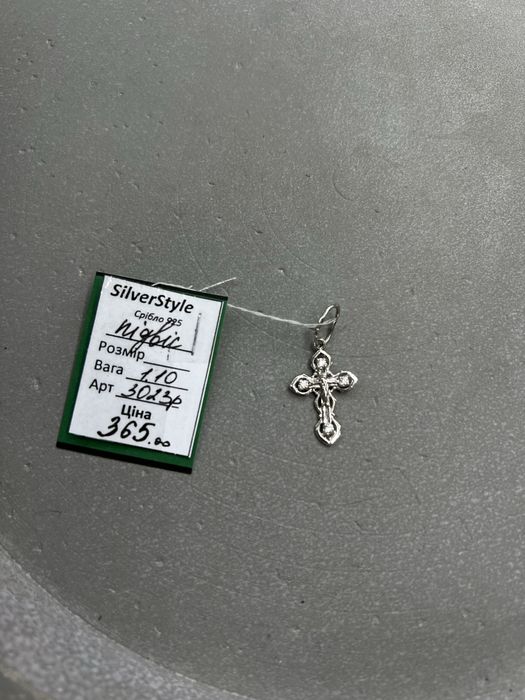 SilverStyle
Срібло 925
підвіс
Розмір
Вага 1.10
Арт 3023р
Ціна
365.00